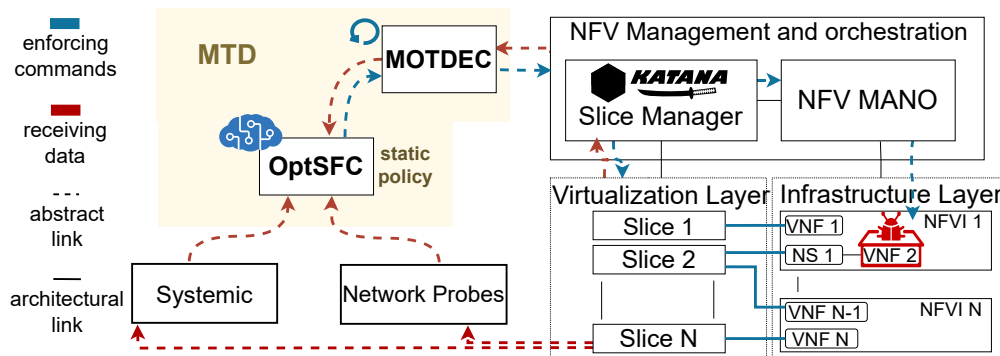 enforcing
commands
receiving
data
abstract
link
architectural
link
MTD
MOTDEC
OptSFC
static
policy
Systemic
Network Probes
NFV Management and orchestration
KATANA
Slice Manager
NFV MANO
Virtualization Layer
Slice 1
Slice 2
Slice N
Infrastructure Layer
VNF 1
NFVI 1
NS 1
VNF 2
VNF N-1
NFVI N
VNF N